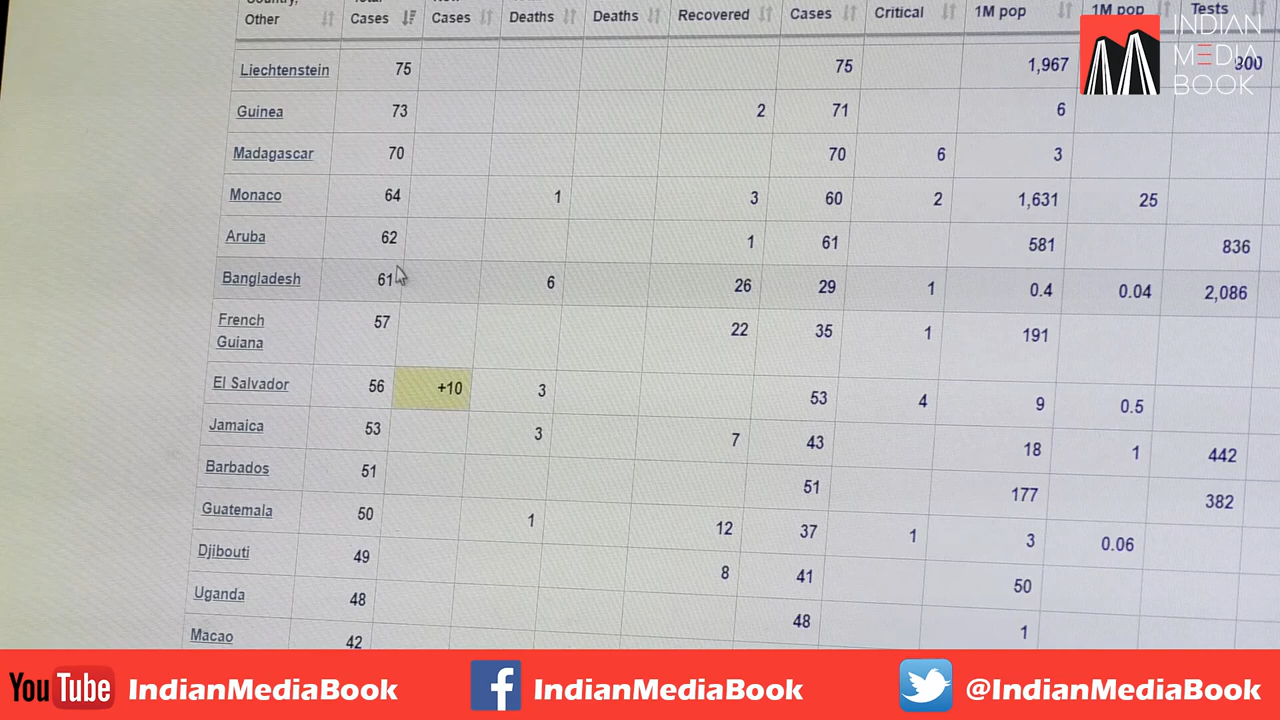 Country, Other Total Cases New Cases Deaths Deaths Recovered Cases Critical 1M pop 1M pop Tests
Liechtenstein 75 75 1,967 900
Guinea 73 2 71 6
Madagascar 70 70 6 3
Monaco 64 1 3 60 2 1,631 25
Aruba 62 1 61 581 836
Bangladesh 61 6 26 29 1 0.4 0.04 2,086
French Guiana 57 22 35 1 191
El Salvador 56 +10 3 53 4 9 0.5
Jamaica 53 3 7 43 18 1 442
Barbados 51 51 177 382
Guatemala 50 1 12 37 1 3 0.06
Djibouti 49 8 41 50
Uganda 48 48 1
Macao 42
INDIAN
MEDIA
BOOK
YouTube IndianMediaBook
f IndianMediaBook
@IndianMediaBook